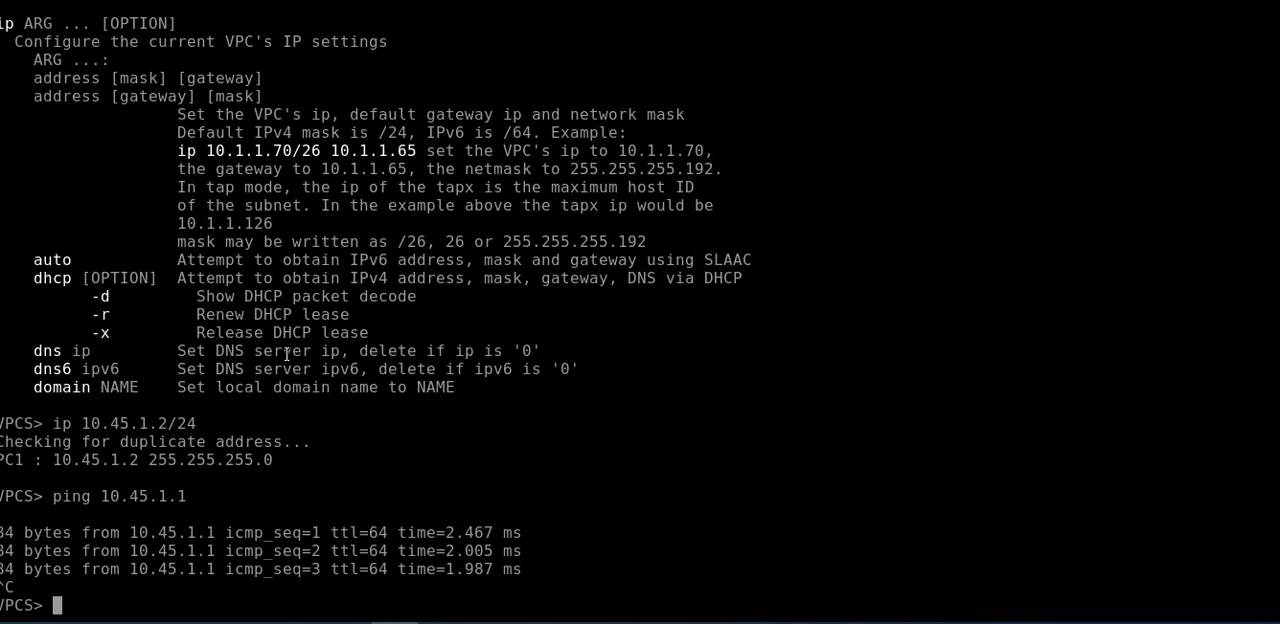 ip ARG ... [OPTION]
Configure the current VPC's IP settings
ARG ...:
address [mask] [gateway]
address [gateway] [mask]
Set the VPC's ip, default gateway ip and network mask
Default IPv4 mask is /24, IPv6 is /64. Example:
ip 10.1.1.70/26 10.1.1.65 set the VPC's ip to 10.1.1.70,
the gateway to 10.1.1.65, the netmask to 255.255.255.192.
In tap mode, the ip of the tapx is the maximum host ID
of the subnet. In the example above the tapx ip would be
10.1.1.126
mask may be written as /26, 26 or 255.255.255.192
auto Attempt to obtain IPv6 address, mask and gateway using SLAAC
dhcp [OPTION] Attempt to obtain IPv4 address, mask, gateway, DNS via DHCP
-d Show DHCP packet decode
-r Renew DHCP lease
-x Release DHCP lease
dns ip Set DNS server ip, delete if ip is '0'
dns6 ipv6 Set DNS server ipv6, delete if ipv6 is '0'
domain NAME Set local domain name to NAME
VPCS> ip 10.45.1.2/24
Checking for duplicate address...
PC1 : 10.45.1.2 255.255.255.0
VPCS> ping 10.45.1.1
84 bytes from 10.45.1.1 icmp_seq=1 ttl=64 time=2.467 ms
84 bytes from 10.45.1.1 icmp_seq=2 ttl=64 time=2.005 ms
84 bytes from 10.45.1.1 icmp_seq=3 ttl=64 time=1.987 ms
^C
VPCS>